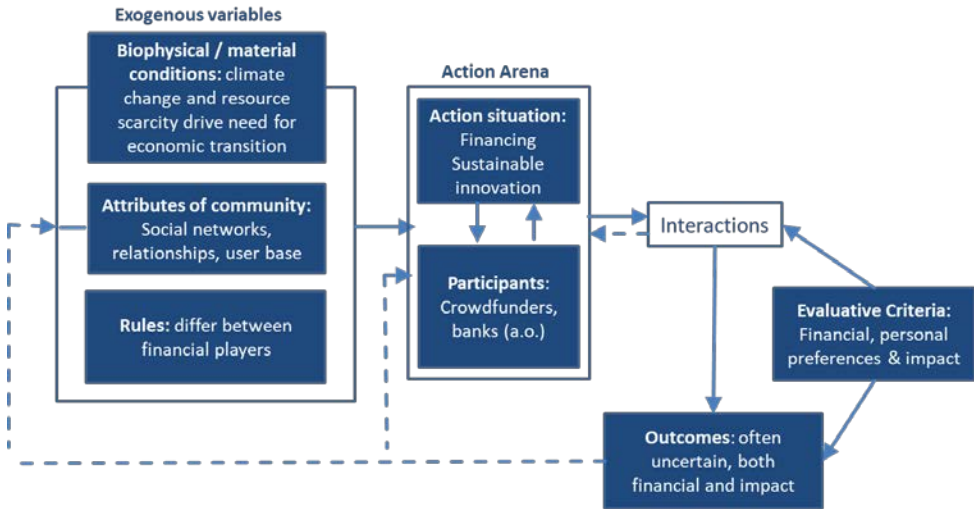 Exogenous variables
Biophysical / material
conditions: climate
change and resource
scarcity drive need for
economic transition
Attributes of community:
Social networks,
relationships, user base
Rules: differ between
financial players
Action Arena
Action situation:
Financing
Sustainable
innovation
Participants:
Crowdfunders,
banks (a.o.)
Interactions
Evaluative Criteria:
Financial, personal
preferences & impact
Outcomes: often
uncertain, both
financial and impact